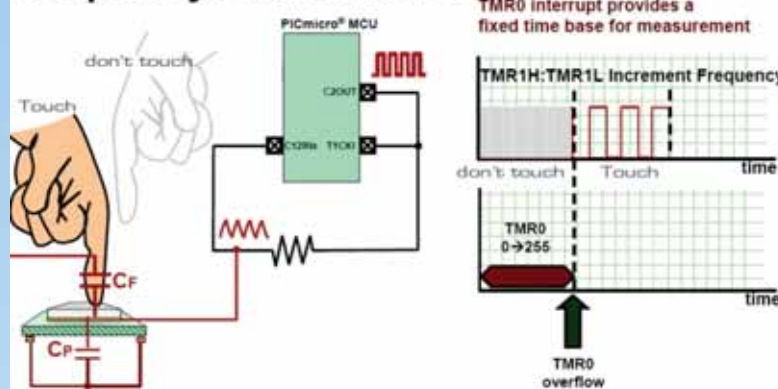 TMR0 interrupt provides a
fixed time base for measurement
PICmicro® MCU
don't touch
Touch
C2OUT
T1CKI
TMR1H:TMR1L Increment Frequency
time
don't touch
Touch
TMR0
0→255
CF
CP
time
TMR0
overflow